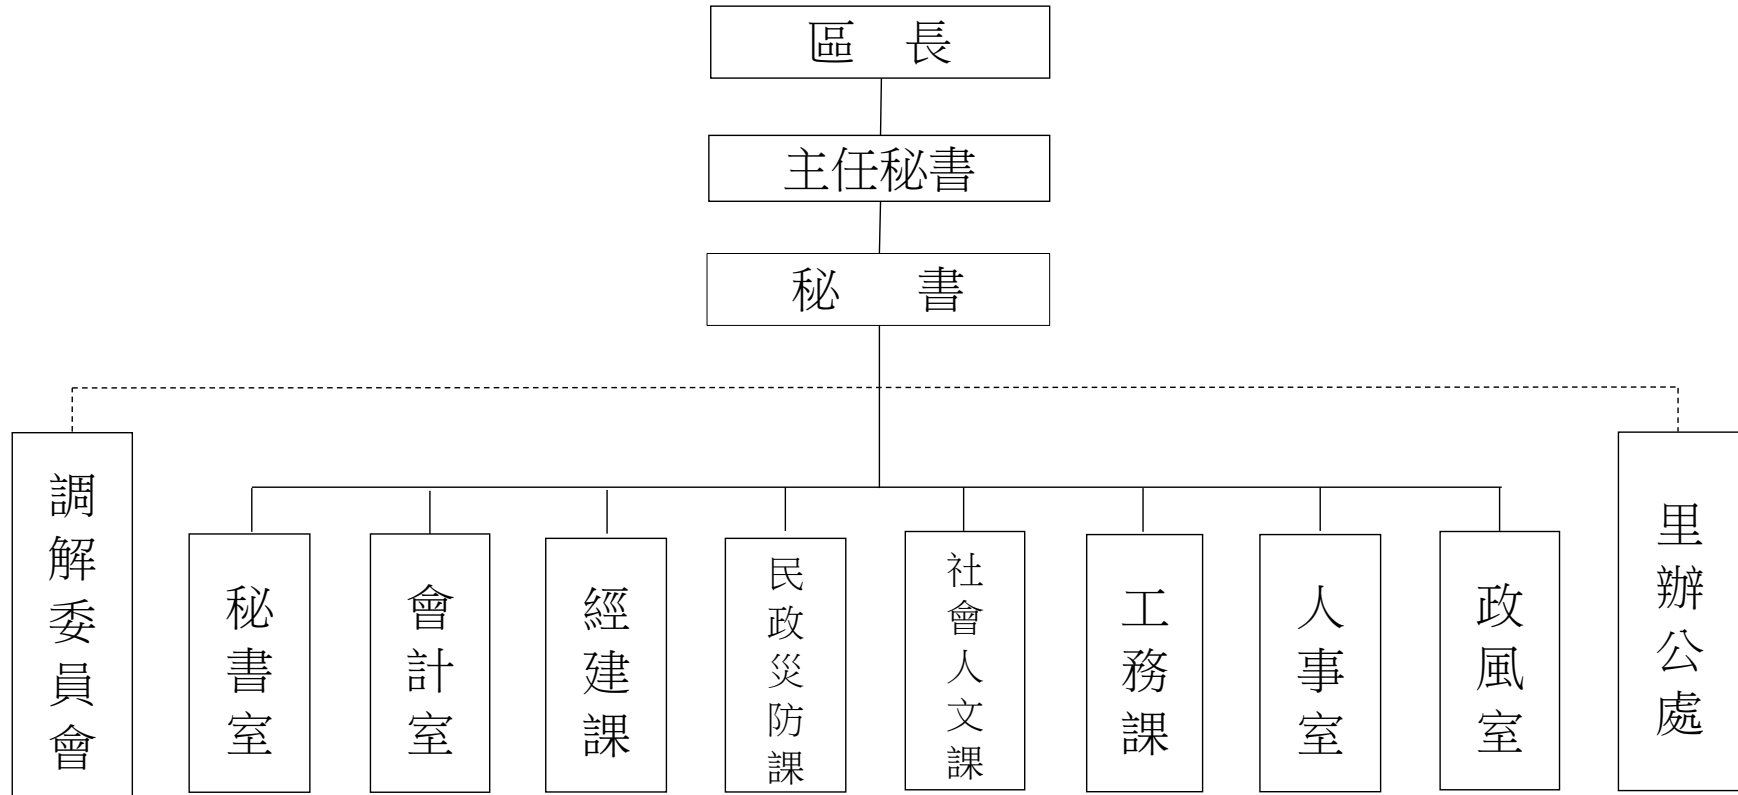 區　長
主任秘書
秘　書
調解委員會
秘書室
會計室
經建課
民政災防課
社會人文課
工務課
人事室
政風室
里辦公處